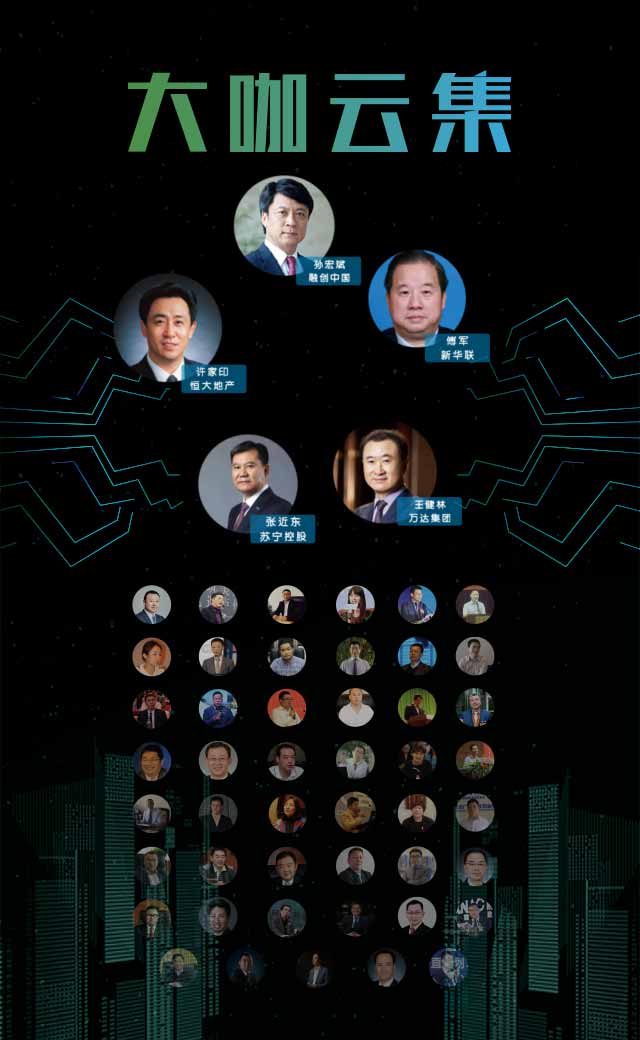 大咖云集
孙宏斌
融创中国
傅军
新华联
许家印
恒大地产
王健林
万达集团
张近东
苏宁控股